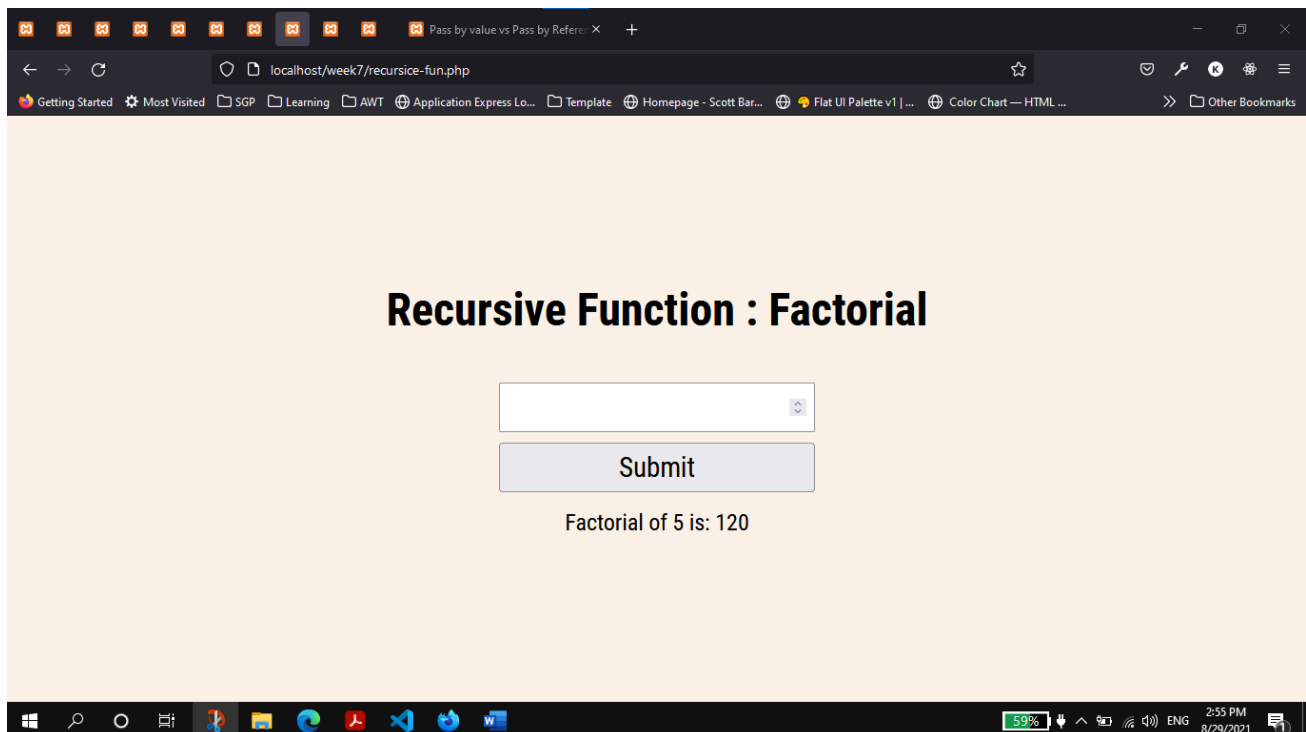 Pass by value vs Pass by Referer
localhost/week7/recursice-fun.php
K
Getting Started Most Visited SGP Learning AWT Application Express Lo... Template Homepage - Scott Bar... Flat UI Palette v1 | ... Color Chart — HTML ... Other Bookmarks
Recursive Function : Factorial
Submit
Factorial of 5 is: 120
59% ENG 2:55 PM
8/29/2021 1